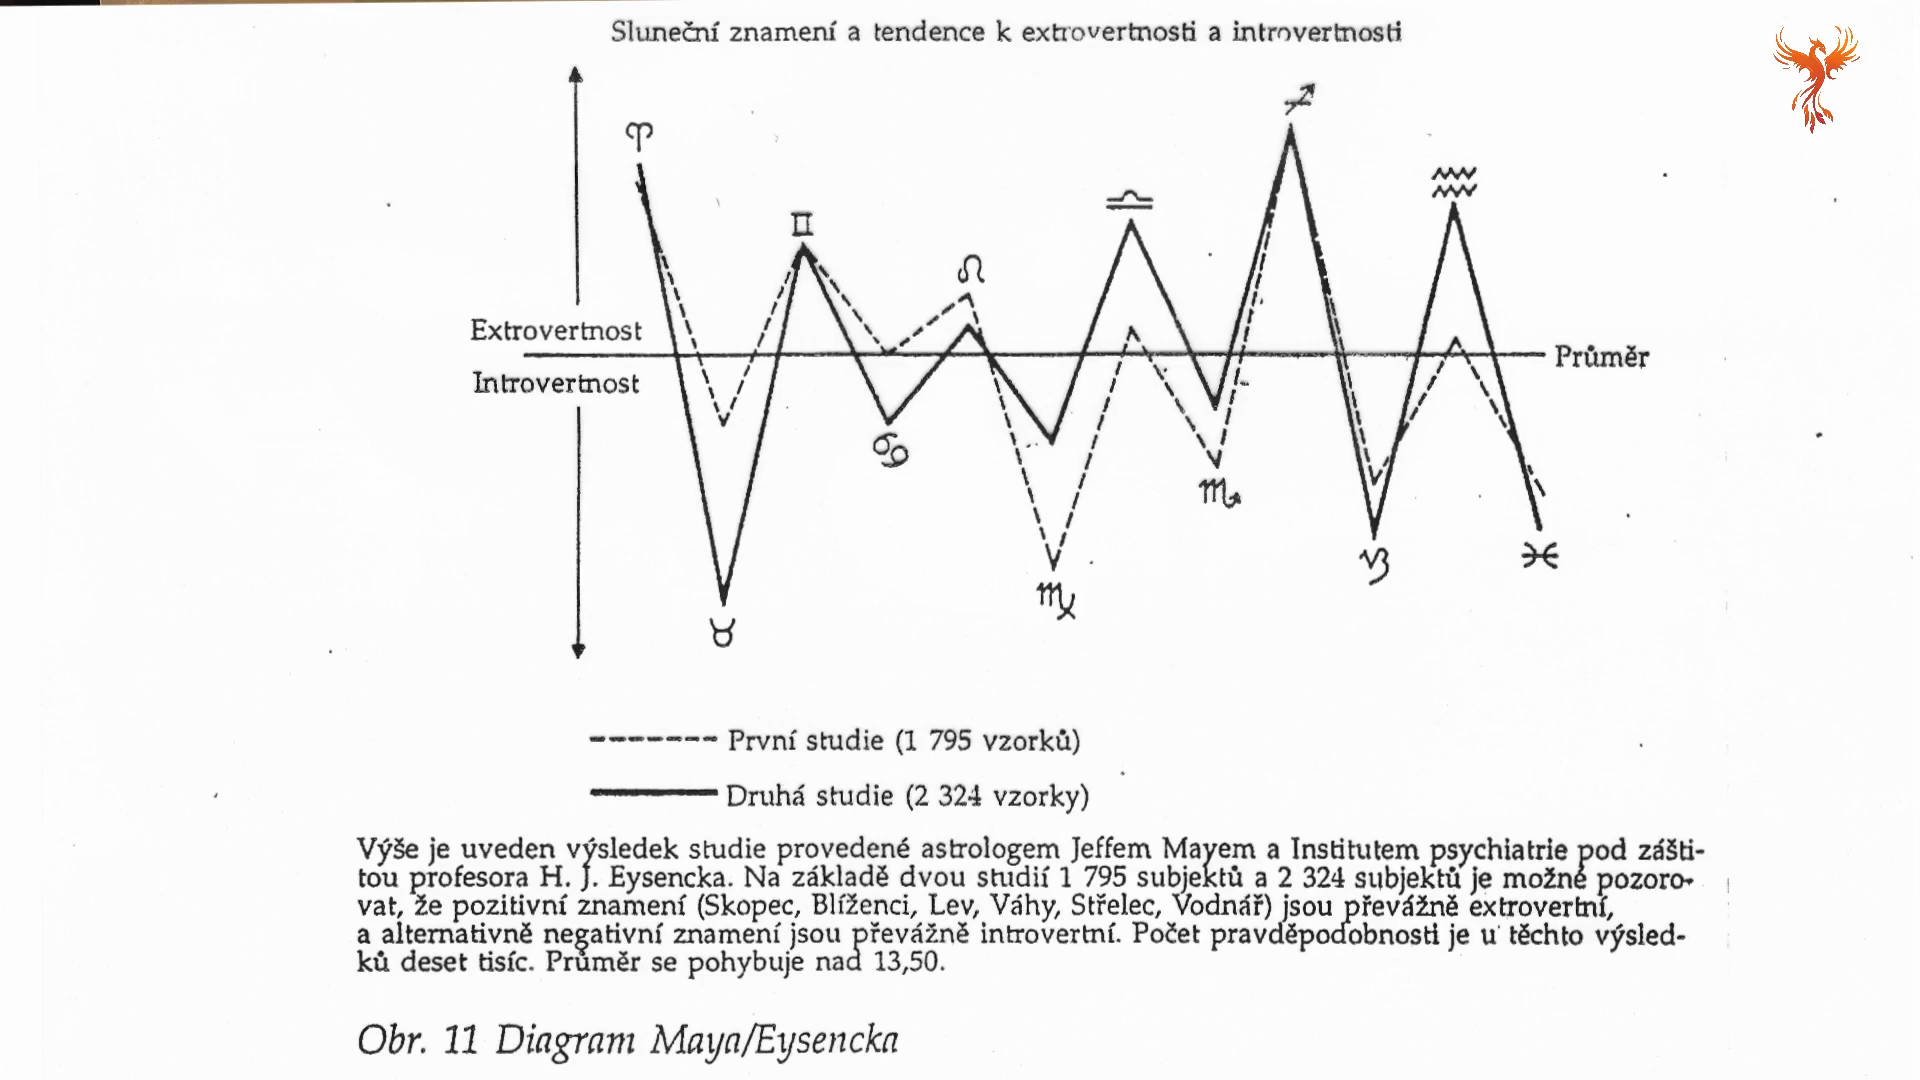 Sluneční znamení a tendence k extrovertnosti a introvertnosti
♈
♊
♌
♎
♐
♒
Extrovertnost
Průměr
Introvertnost
♋
♏
♉
♍
♑
♓
První studie (1 795 vzorků)
Druhá studie (2 324 vzorky)
Výše je uveden výsledek studie provedené astrologem Jeffem Mayem a Institutem psychiatrie pod zášti-
tou profesora H. J. Eysencka. Na základě dvou studií 1 795 subjektů a 2 324 subjektů je možné pozoro-
vat, že pozitivní znamení (Skopec, Blíženci, Lev, Váhy, Střelec, Vodnář) jsou převážně extrovertní,
a alternativně negativní znamení jsou převážně introvertní. Počet pravděpodobnosti je u těchto výsled-
ků deset tisíc. Průměr se pohybuje nad 13,50.
Obr. 11 Diagram Maya/Eysencka